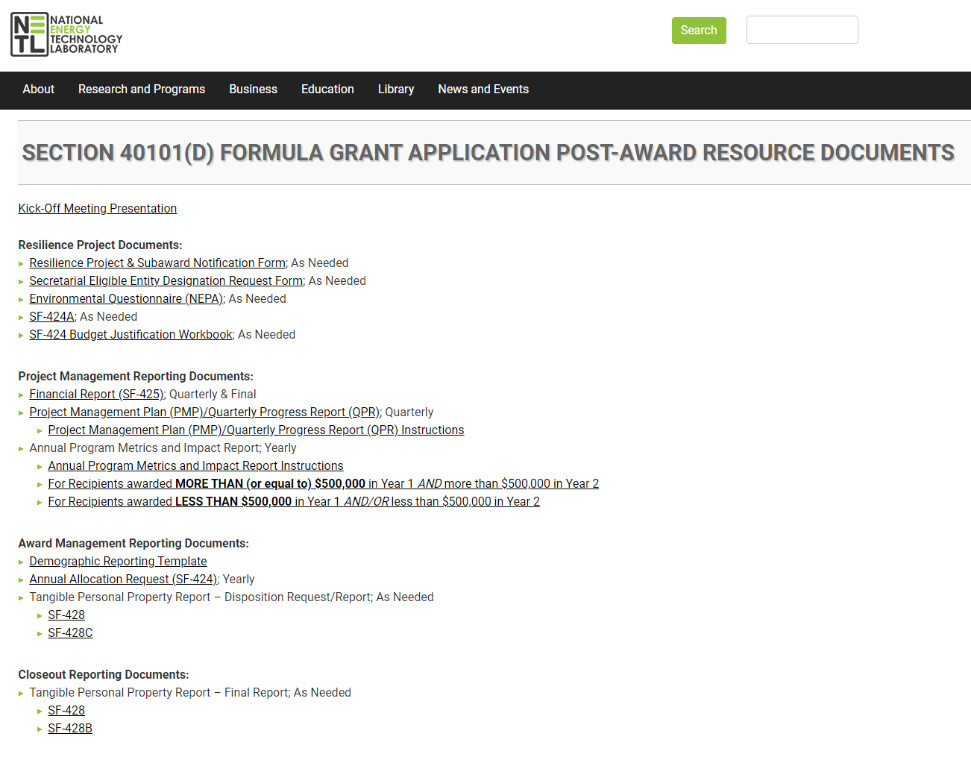 NATIONAL
ENERGY
TECHNOLOGY
LABORATORY
NE
TL
Search
About Research and Programs Business Education Library News and Events
SECTION 40101(D) FORMULA GRANT APPLICATION POST-AWARD RESOURCE DOCUMENTS
Kick-Off Meeting Presentation
Resilience Project Documents:
Resilience Project & Subaward Notification Form; As Needed
Secretarial Eligible Entity Designation Request Form; As Needed
Environmental Questionnaire (NEPA); As Needed
SF-424A; As Needed
SF-424 Budget Justification Workbook; As Needed
Project Management Reporting Documents:
Financial Report (SF-425); Quarterly & Final
Project Management Plan (PMP)/Quarterly Progress Report (QPR); Quarterly
Project Management Plan (PMP)/Quarterly Progress Report (QPR) Instructions
Annual Program Metrics and Impact Report; Yearly
Annual Program Metrics and Impact Report Instructions
For Recipients awarded MORE THAN (or equal to) $500,000 in Year 1 AND more than $500,000 in Year 2
For Recipients awarded LESS THAN $500,000 in Year 1 AND/OR less than $500,000 in Year 2
Award Management Reporting Documents:
Demographic Reporting Template
Annual Allocation Request (SF-424); Yearly
Tangible Personal Property Report – Disposition Request/Report; As Needed
SF-428
SF-428C
Closeout Reporting Documents:
Tangible Personal Property Report – Final Report; As Needed
SF-428
SF-428B